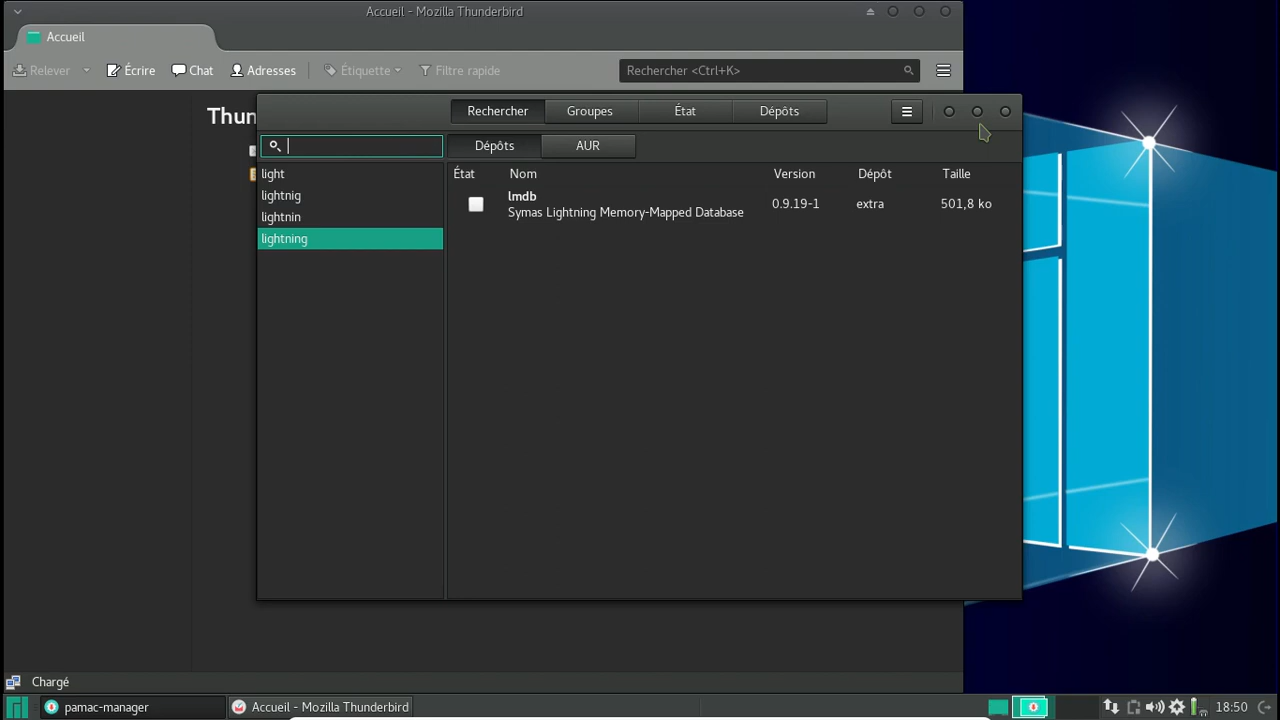 Accueil - Mozilla Thunderbird
Accueil
Relever
Écrire
Chat
Adresses
Étiquette
Filtre rapide
Rechercher <Ctrl+K>
Thun
Rechercher
Groupes
État
Dépôts
Dépôts
AUR
light
lightnig
lightnin
lightning
État
Nom
Version
Dépôt
Taille
lmdb
Symas Lightning Memory-Mapped Database
0.9.19-1
extra
501,8 ko
Chargé
pamac-manager
Accueil - Mozilla Thunderbird
18:50